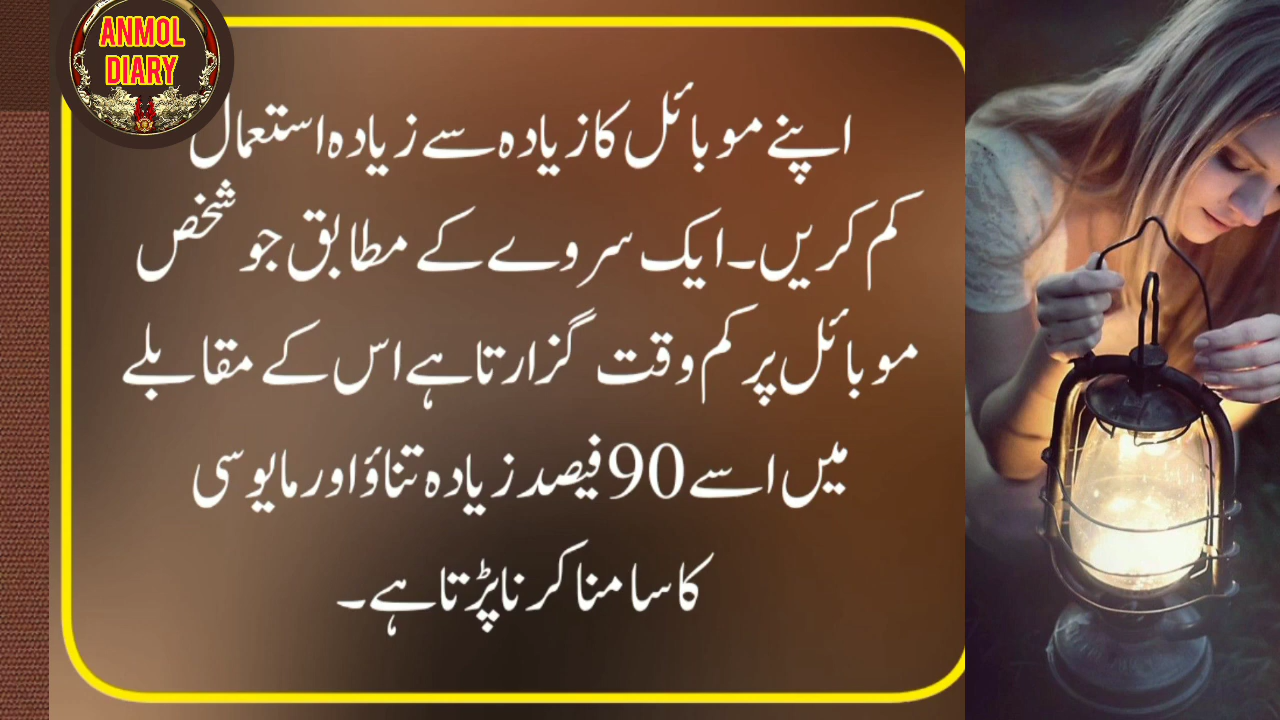 ANMOL
DIARY
اپنے موبائل کا زیادہ سے زیادہ استعمال
کم کریں۔ ایک سروے کے مطابق جو شخص
موبائل پر کم وقت گزارتا ہے اس کے مقابلے
میں اسے 90 فیصد زیادہ تناؤ اور مایوسی
کا سامنا کرنا پڑتا ہے۔